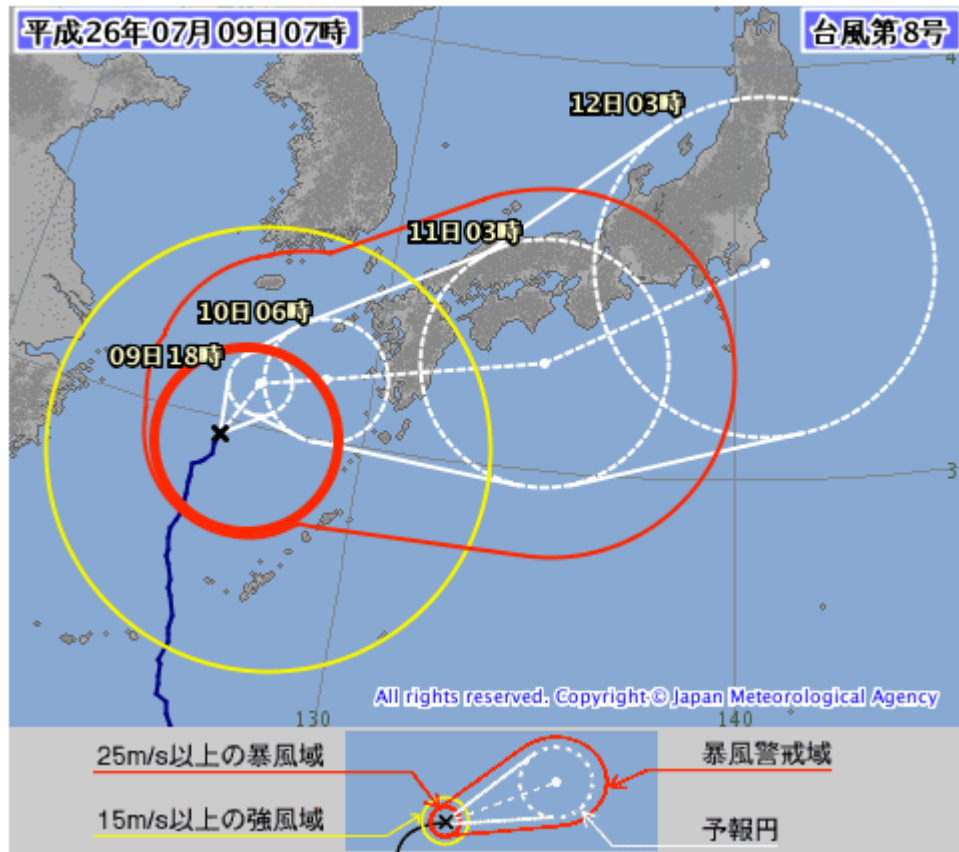 平成26年07月09日07時
台風第8号
4
12日03時
11日03時
10日06時
09日18時
3
All rights reserved. Copyright © Japan Meteorological Agency
130
140
25m/s以上の暴風域
暴風警戒域
15m/s以上の強風域
予報円